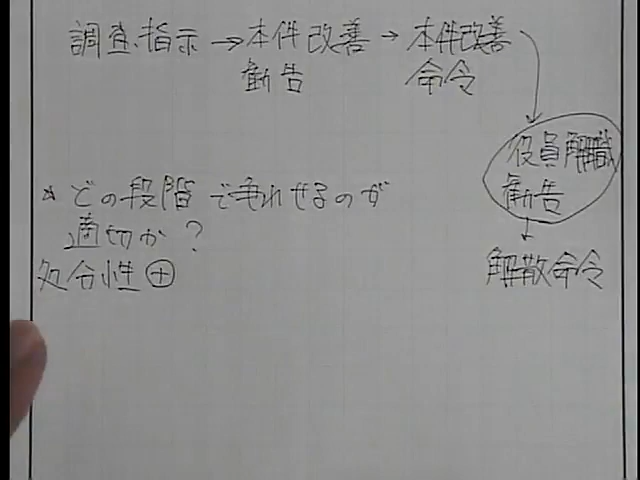 調査、指示→本件改善→本件改善
勧告 命令
役員解職
勧告
↓
解散命令
* どの段階で乗れせるのが
適切か?
処分性⊕